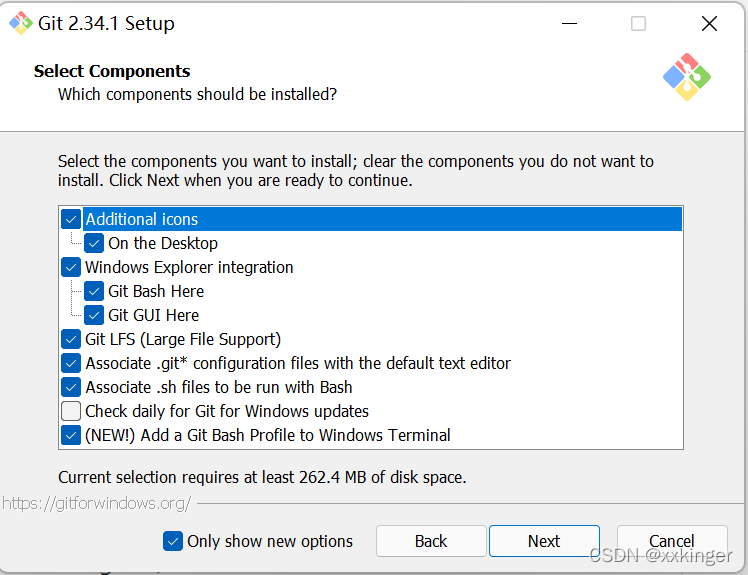 Git 2.34.1 Setup
Select Components
Which components should be installed?
Select the components you want to install; clear the components you do not want to
install. Click Next when you are ready to continue.
Additional icons
On the Desktop
Windows Explorer integration
Git Bash Here
Git GUI Here
Git LFS (Large File Support)
Associate .git* configuration files with the default text editor
Associate .sh files to be run with Bash
Check daily for Git for Windows updates
(NEW!) Add a Git Bash Profile to Windows Terminal
Current selection requires at least 262.4 MB of disk space.
https://gitforwindows.org/
Only show new options Back Next Cancel
CSDN @xxkinger